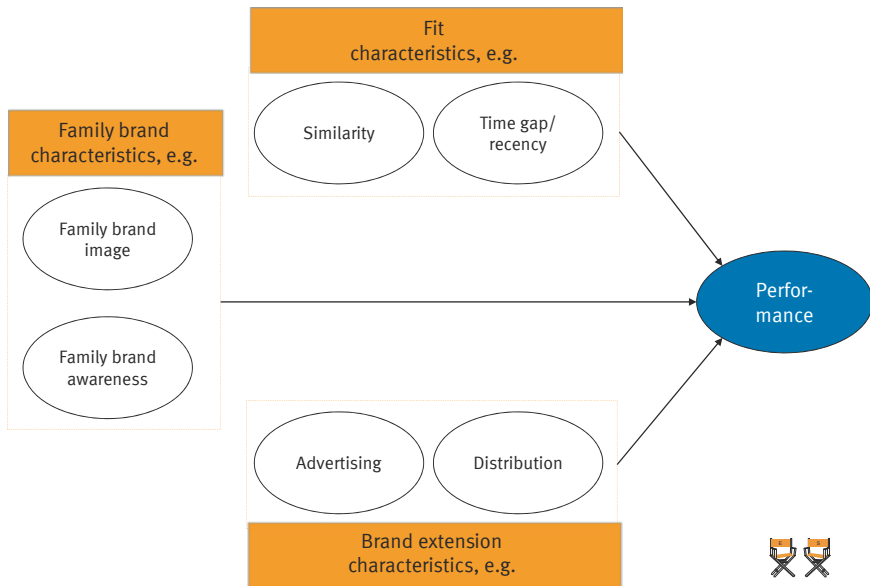 Fit
characteristics, e.g.
Similarity
Time gap/
recency
Family brand
characteristics, e.g.
Family brand
image
Family brand
awareness
Perfor-
mance
Advertising
Distribution
Brand extension
characteristics, e.g.